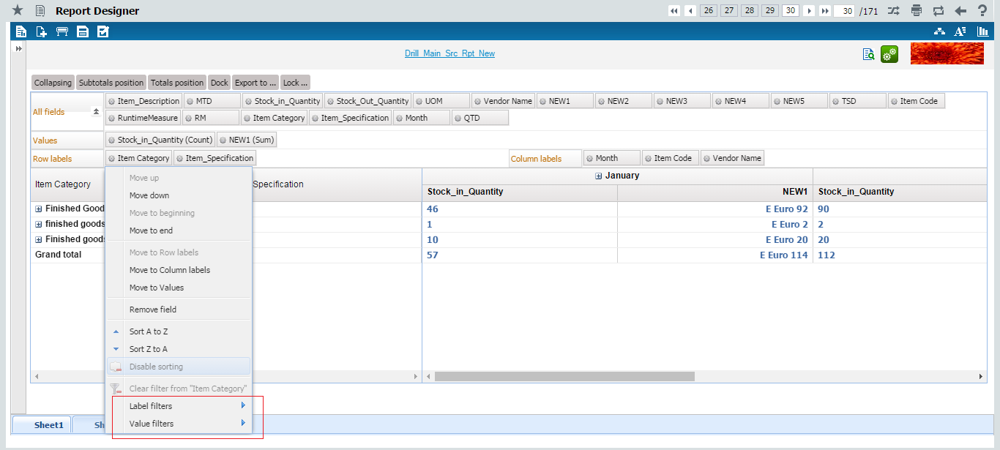 Report Designer
26 27 28 29 30 30 /171
Drill_Main_Src_Rpt_New
Collapsing Subtotals position Totals position Dock Export to ... Lock ...
All fields
Item_Description MTD Stock_in_Quantity Stock_Out_Quantity UOM Vendor Name NEW1 NEW2 NEW3 NEW4 NEW5 TSD Item Code
RuntimeMeasure RM Item Category Item_Specification Month QTD
Values Stock_in_Quantity (Count) NEW1 (Sum)
Row labels Item Category Item_Specification Column labels Month Item Code Vendor Name
Item Category Specification January
Stock_in_Quantity NEW1 Stock_in_Quantity
Finished Good 46 E Euro 92 90
finished goods 1 E Euro 2 2
Finished goods 10 E Euro 20 20
Grand total 57 E Euro 114 112
Move up
Move down
Move to beginning
Move to end
Move to Row labels
Move to Column labels
Move to Values
Remove field
Sort A to Z
Sort Z to A
Disable sorting
Clear filter from "Item Category"
Label filters
Value filters
Sheet1 Sh